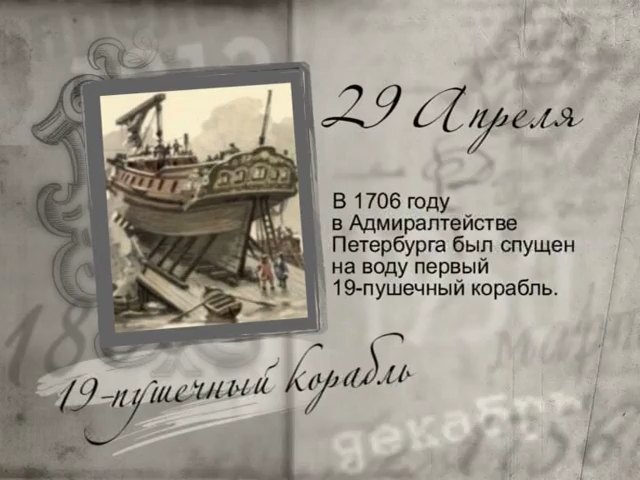 29 Апреля
В 1706 году
в Адмиралтействе
Петербурга был спущен
на воду первый
19-пушечный корабль.
19-пушечный корабль
декабрь